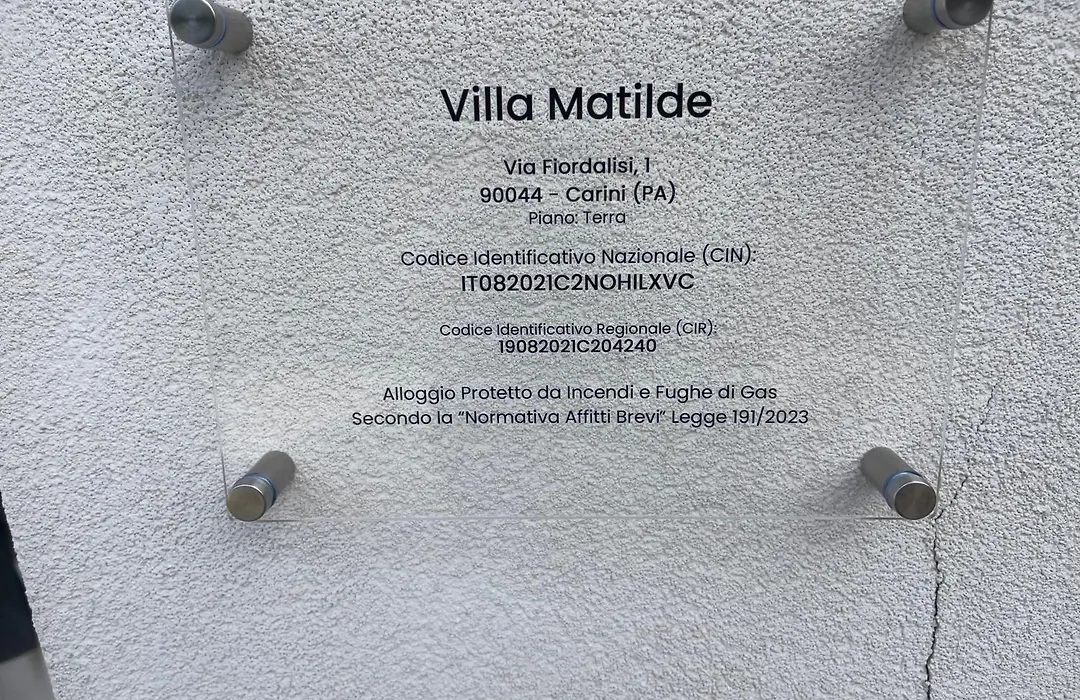 Villa Matilde
Via Fiordalisi, 1
90044 - Carini (PA)
Piano: Terra
Codice Identificativo Nazionale (CIN):
IT082021C2NOHILXVC
Codice Identificativo Regionale (CIR):
19082021C204240
Alloggio Protetto da Incendi e Fughe di Gas
Secondo la “Normativa Affitti Brevi” Legge 191/2023